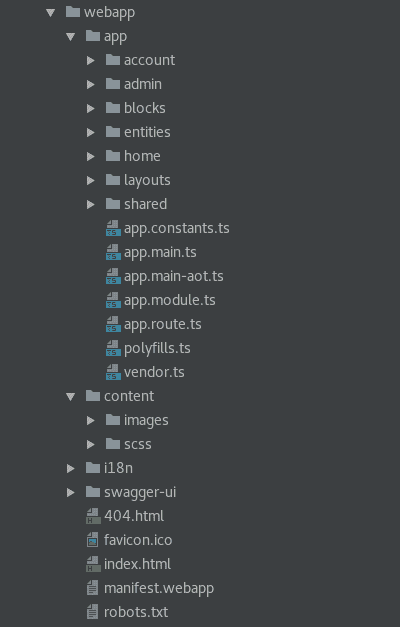 webapp
app
account
admin
blocks
entities
home
layouts
shared
app.constants.ts
app.main.ts
app.main-aot.ts
app.module.ts
app.route.ts
polyfills.ts
vendor.ts
content
images
scss
i18n
swagger-ui
404.html
favicon.ico
index.html
manifest.webapp
robots.txt